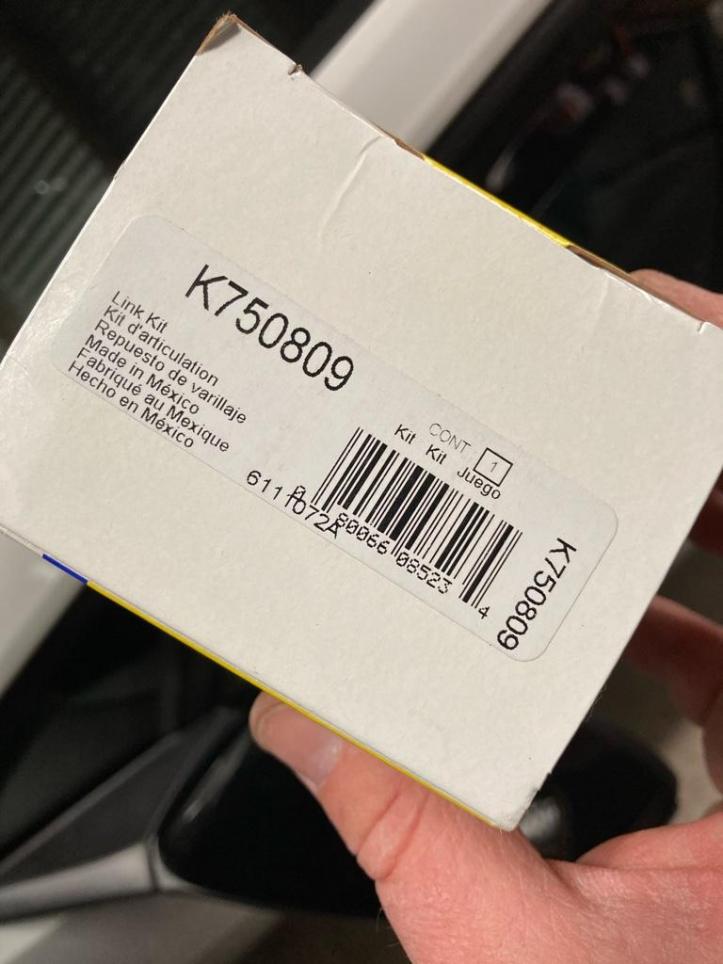 K750809
Link Kit
Kit d'articulation
Repuesto de varillaje
Made in México
Fabriqué au Mexique
Hecho en México
CONT 1
Kit Kit Juego
6111072A
0 80066 08523 4
K750809